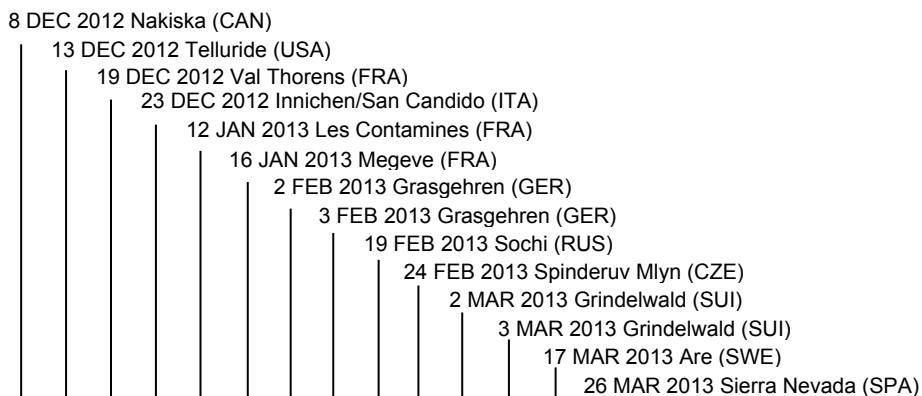 8 DEC 2012 Nakiska (CAN)
13 DEC 2012 Telluride (USA)
19 DEC 2012 Val Thorens (FRA)
23 DEC 2012 Innichen/San Candido (ITA)
12 JAN 2013 Les Contamines (FRA)
16 JAN 2013 Megeve (FRA)
2 FEB 2013 Grasgehren (GER)
3 FEB 2013 Grasgehren (GER)
19 FEB 2013 Sochi (RUS)
24 FEB 2013 Spinderuv Mlyn (CZE)
2 MAR 2013 Grindelwald (SUI)
3 MAR 2013 Grindelwald (SUI)
17 MAR 2013 Are (SWE)
26 MAR 2013 Sierra Nevada (SPA)